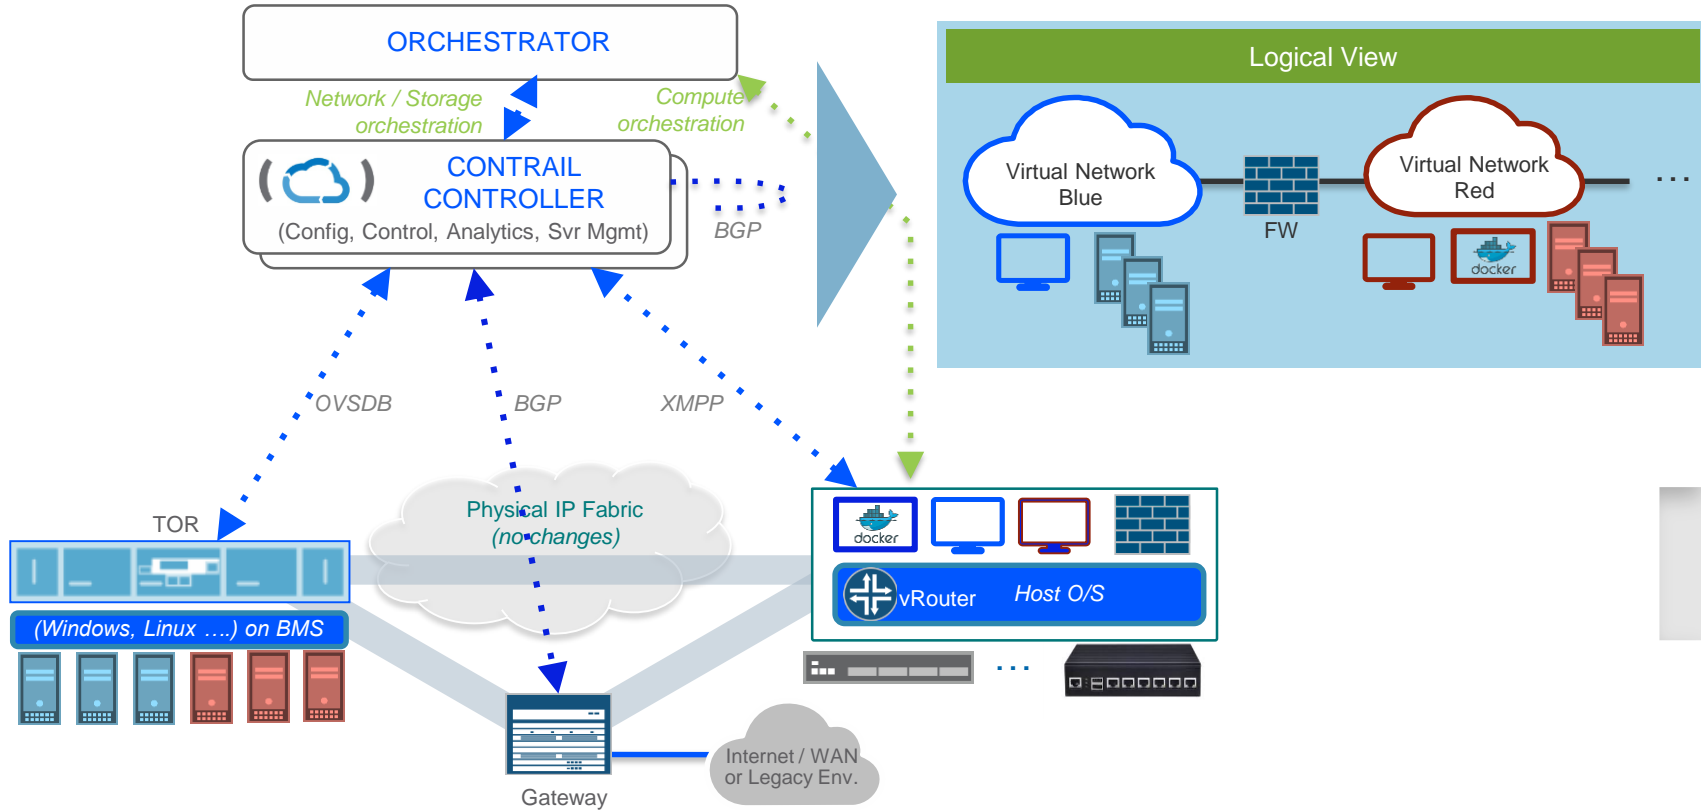 ORCHESTRATOR
Network / Storage
orchestration
Compute
orchestration
CONTRAIL
CONTROLLER
(Config, Control, Analytics, Svr Mgmt)
BGP
Logical View
Virtual Network
Blue
FW
Virtual Network
Red
...
docker
OVSDB
BGP
XMPP
TOR
Physical IP Fabric
(no changes)
docker
vRouter
Host O/S
(Windows, Linux ....) on BMS
...
Internet / WAN
or Legacy Env.
Gateway